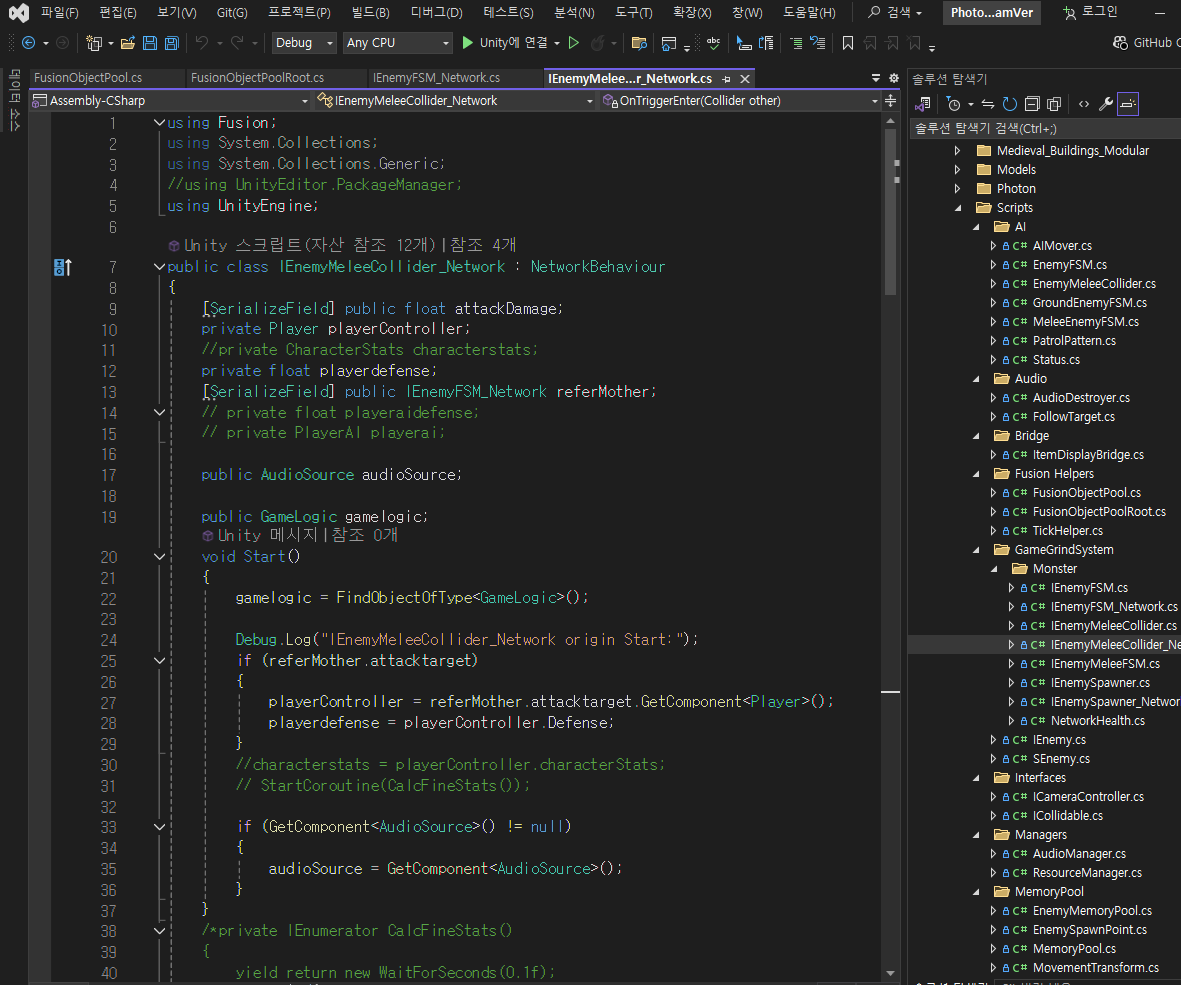 파일(F) 편집(E) 보기(V) Git(G) 프로젝트(P) 빌드(B) 디버그(D) 테스트(S) 분석(N) 도구(T) 확장(X) 창(W) 도움말(H) 검색 Photo...amVer 로그인
Debug Any CPU Unity에 연결 GitHub C
데이터 소스
FusionObjectPool.cs FusionObjectPoolRoot.cs IEnemyFSM_Network.cs IEnemyMelee...r_Network.cs
Assembly-CSharp IEnemyMeleeCollider_Network OnTriggerEnter(Collider other)
1 using Fusion;
2 using System.Collections;
3 using System.Collections.Generic;
4 //using UnityEditor.PackageManager;
5 using UnityEngine;
6
Unity 스크립트(자산 참조 12개)|참조 4개
7 public class IEnemyMeleeCollider_Network : NetworkBehaviour
8 {
9 [SerializeField] public float attackDamage;
10 private Player playerController;
11 //private CharacterStats characterstats;
12 private float playerdefense;
13 [SerializeField] public IEnemyFSM_Network referMother;
14 // private float playeraidefense;
15 // private PlayerAI playerai;
16
17 public AudioSource audioSource;
18
19 public GameLogic gamelogic;
Unity 메시지|참조 0개
20 void Start()
21 {
22 gamelogic = FindObjectOfType<GameLogic>();
23
24 Debug.Log("IEnemyMeleeCollider_Network origin Start:");
25 if (referMother.attacktarget)
26 {
27 playerController = referMother.attacktarget.GetComponent<Player>();
28 playerdefense = playerController.Defense;
29 }
30 //characterstats = playerController.characterStats;
31 // StartCoroutine(CalcFineStats());
32
33 if (GetComponent<AudioSource>() != null)
34 {
35 audioSource = GetComponent<AudioSource>();
36 }
37 }
38 /*private IEnumerator CalcFineStats()
39 {
40 yield return new WaitForSeconds(0.1f);
솔루션 탐색기
솔루션 탐색기 검색(Ctrl+;)
Medieval_Buildings_Modular
Models
Photon
Scripts
AI
C# AIMover.cs
C# EnemyFSM.cs
C# EnemyMeleeCollider.cs
C# GroundEnemyFSM.cs
C# MeleeEnemyFSM.cs
C# PatrolPattern.cs
C# Status.cs
Audio
C# AudioDestroyer.cs
C# FollowTarget.cs
Bridge
C# ItemDisplayBridge.cs
Fusion Helpers
C# FusionObjectPool.cs
C# FusionObjectPoolRoot.cs
C# TickHelper.cs
GameGrindSystem
Monster
C# IEnemyFSM.cs
C# IEnemyFSM_Network.cs
C# IEnemyMeleeCollider.cs
C# IEnemyMeleeCollider_Ne
C# IEnemyMeleeFSM.cs
C# IEnemySpawner.cs
C# IEnemySpawner_Networ
C# NetworkHealth.cs
C# IEnemy.cs
C# SEnemy.cs
Interfaces
C# ICameraController.cs
C# ICollidable.cs
Managers
C# AudioManager.cs
C# ResourceManager.cs
MemoryPool
C# EnemyMemoryPool.cs
C# EnemySpawnPoint.cs
C# MemoryPool.cs
C# MovementTransform.cs